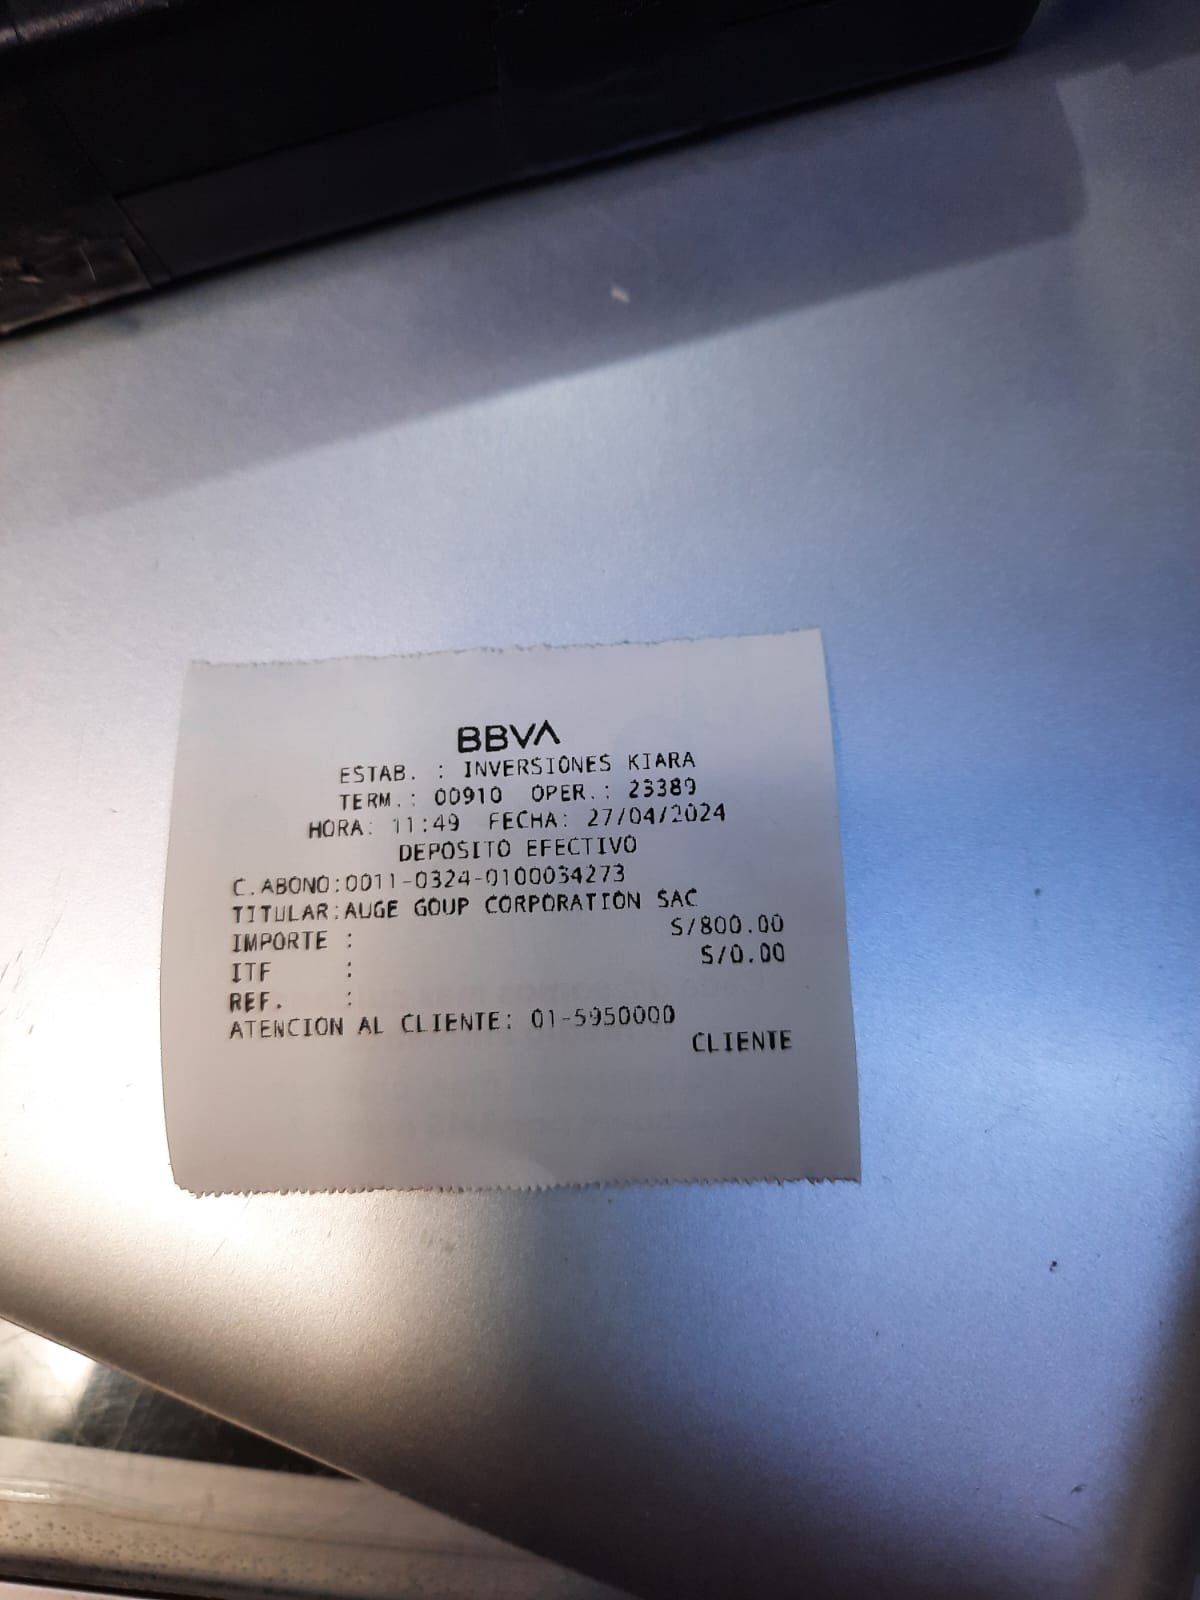 BBVA
ESTAB. : INVERSIONES KIARA
TERM.: 00910 OPER.: 23389
HORA: 11:49 FECHA: 27/04/2024
DEPOSITO EFECTIVO
C.ABONO:0011-0324-0100034273
TITULAR:AUGE GOUP CORPORATION SAC
IMPORTE : S/800.00
ITF : S/0.00
REF. :
ATENCION AL CLIENTE: 01-5950000
CLIENTE